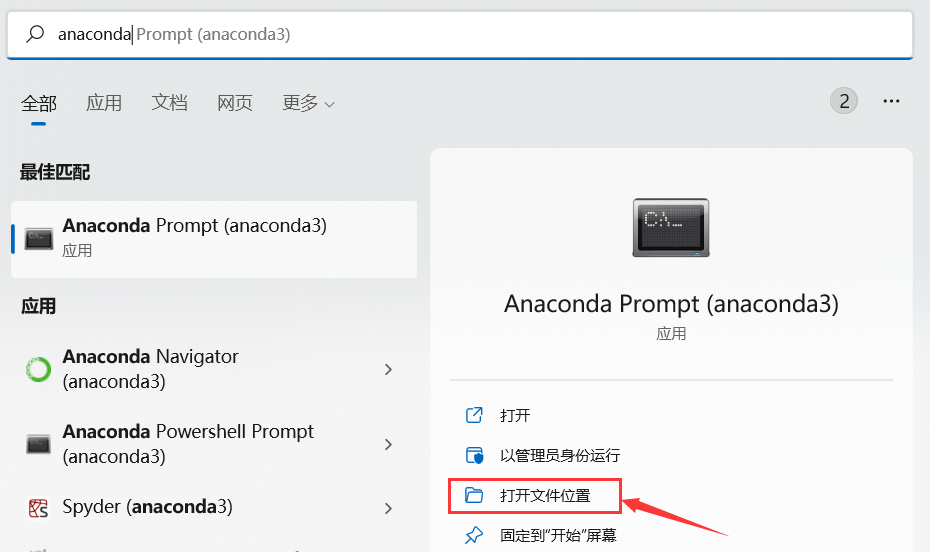 anaconda Prompt (anaconda3)
全部 应用 文档 网页 更多 2 ...
最佳匹配
Anaconda Prompt (anaconda3)
应用
应用
Anaconda Navigator
(anaconda3)
Anaconda Powershell Prompt
(anaconda3)
Spyder (anaconda3)
C:\_
Anaconda Prompt (anaconda3)
应用
打开
以管理员身份运行
打开文件位置
固定到"开始"屏幕